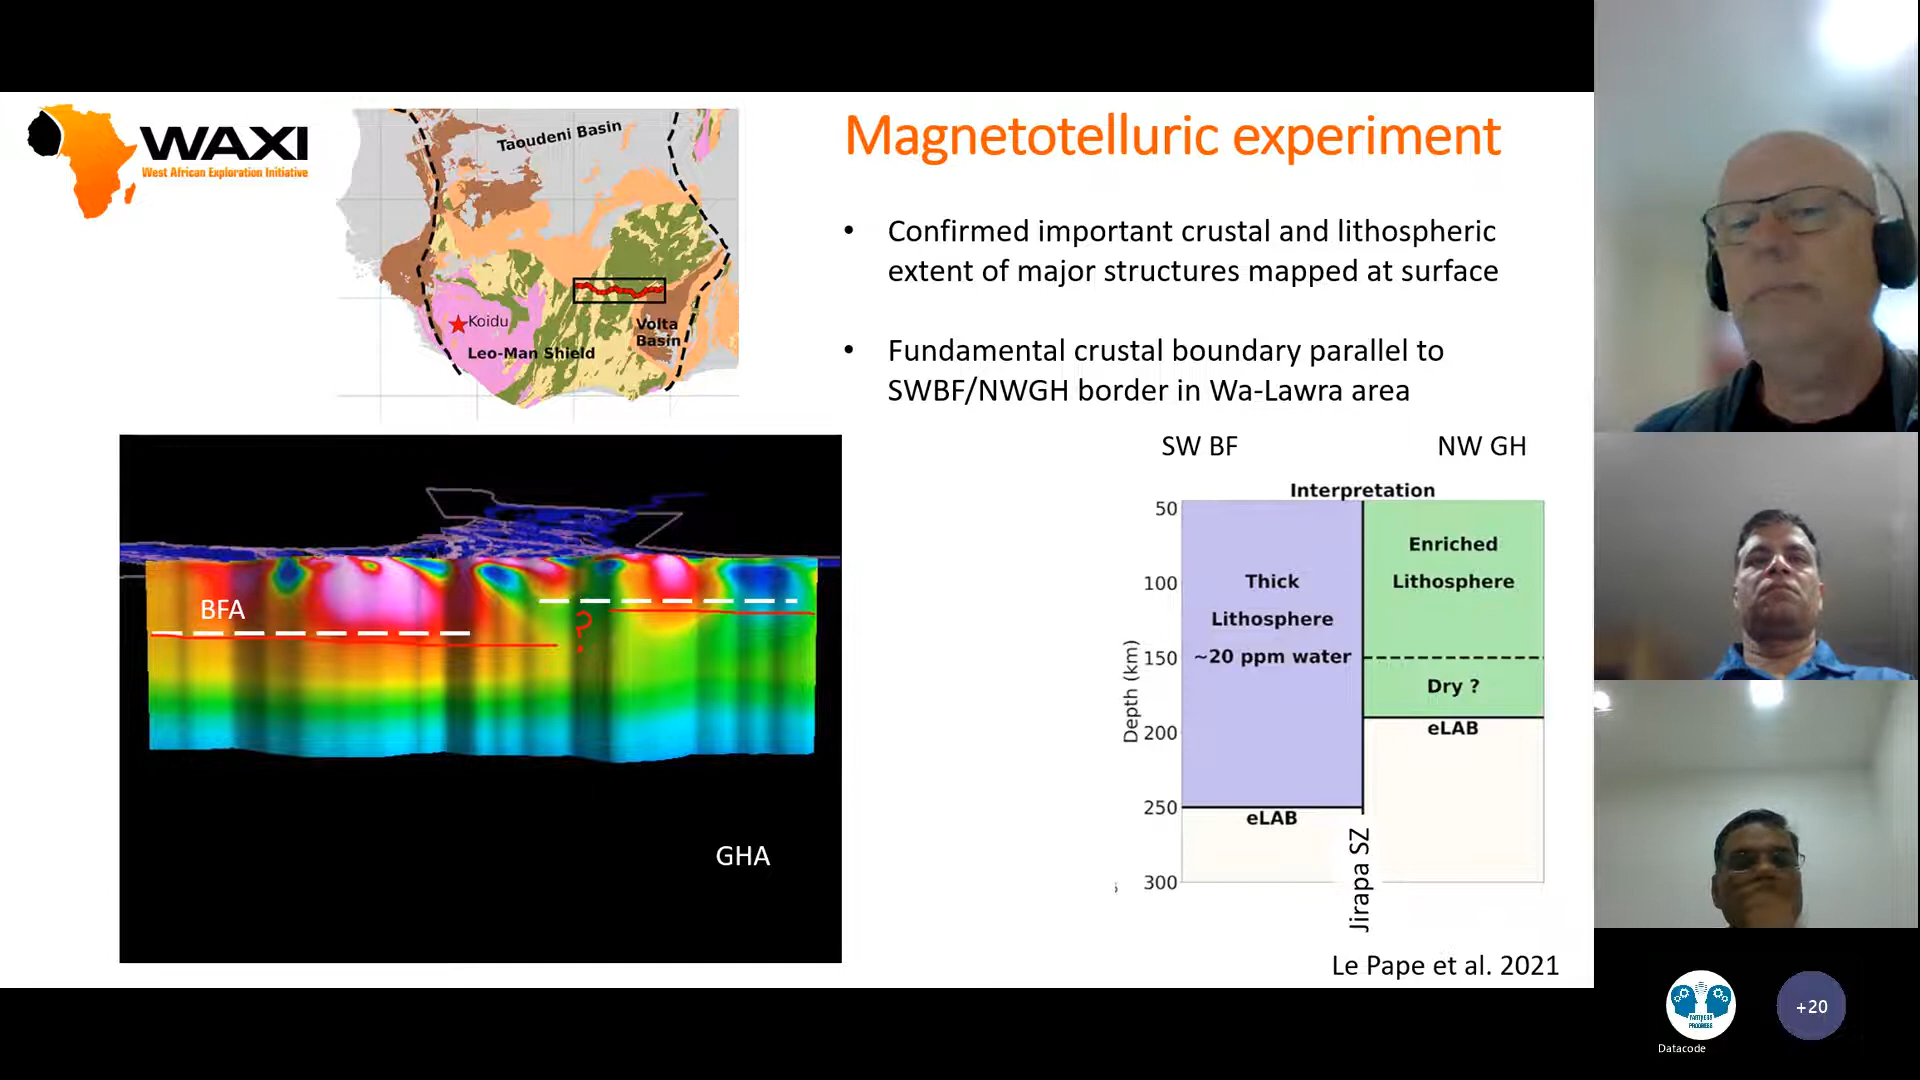 WAXI
West African Exploration Initiative
Taoudeni Basin
Koidu
Leo-Man Shield
Volta
Basin
Magnetotelluric experiment
• Confirmed important crustal and lithospheric
extent of major structures mapped at surface
• Fundamental crustal boundary parallel to
SWBF/NWGH border in Wa-Lawra area
BFA
?
GHA
SW BF
NW GH
Interpretation
Depth (km)
50
100
150
200
250
300
Thick
Lithosphere
~20 ppm water
eLAB
Enriched
Lithosphere
Dry ?
eLAB
Jirapa SZ
Le Pape et al. 2021
Datacode
+20